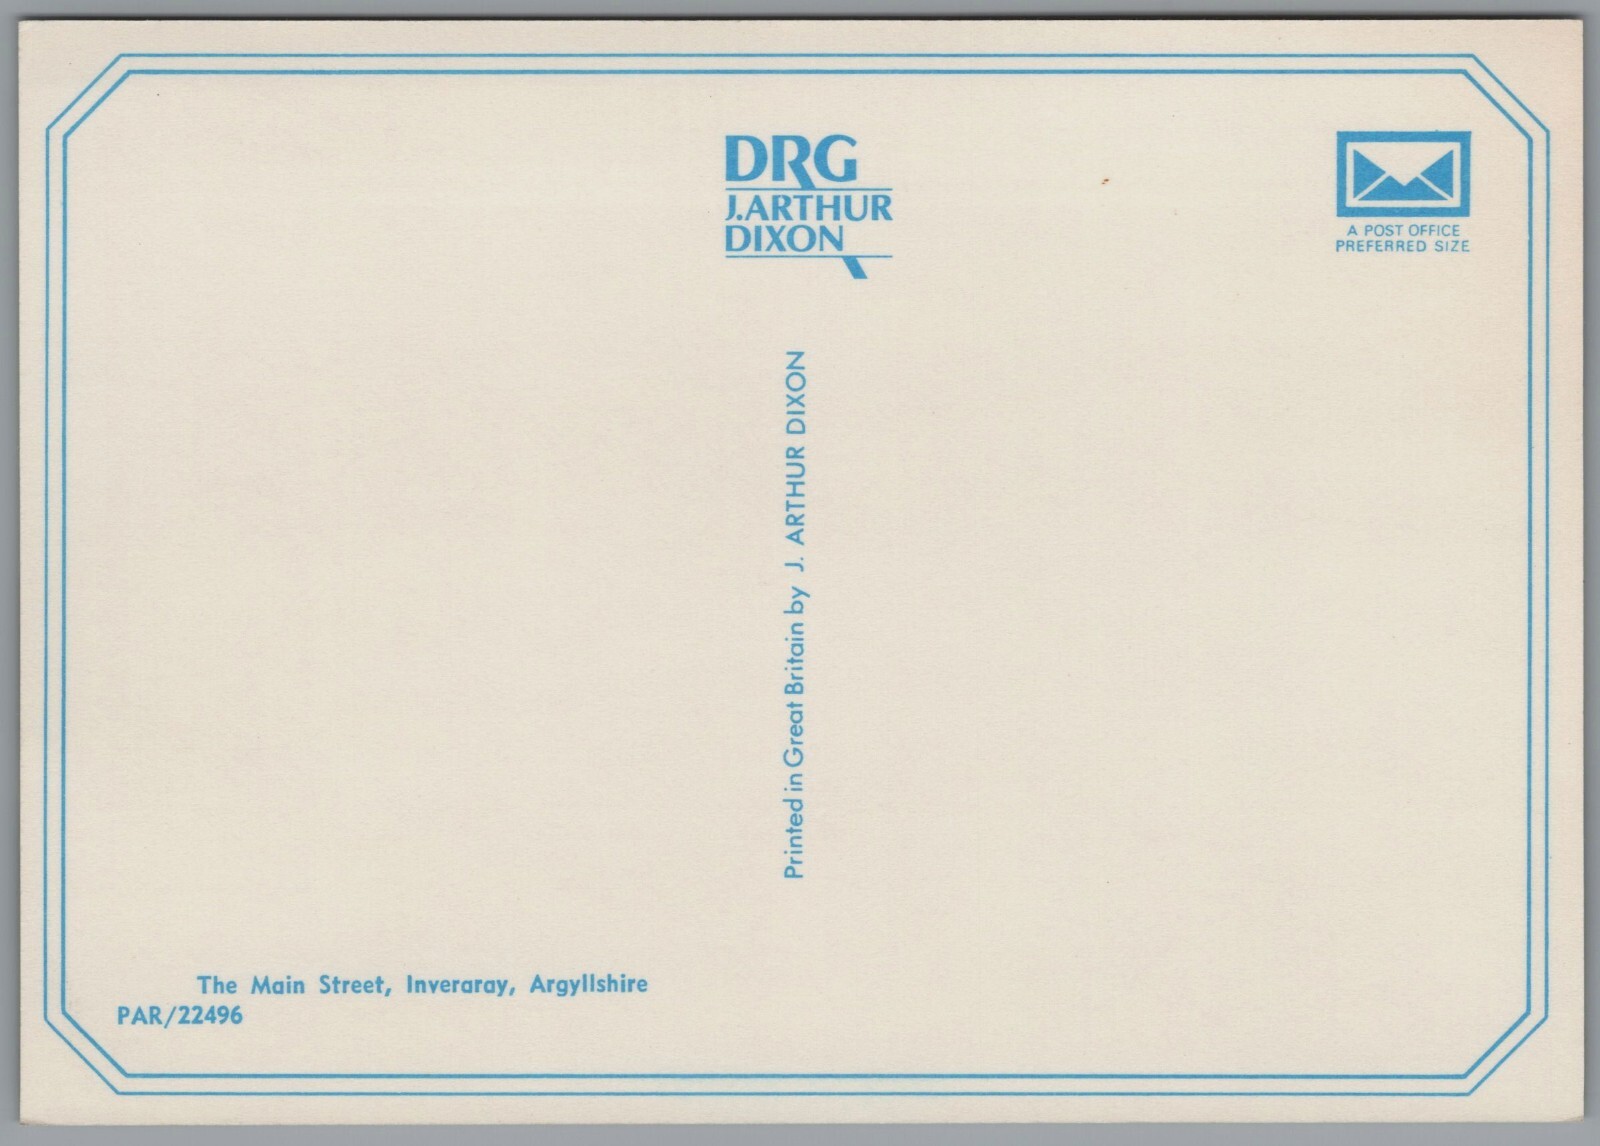 DRG
J.ARTHUR
DIXON
A POST OFFICE
PREFERRED SIZE
Printed in Great Britain by J. ARTHUR DIXON
The Main Street, Inveraray, Argyllshire
PAR/22496